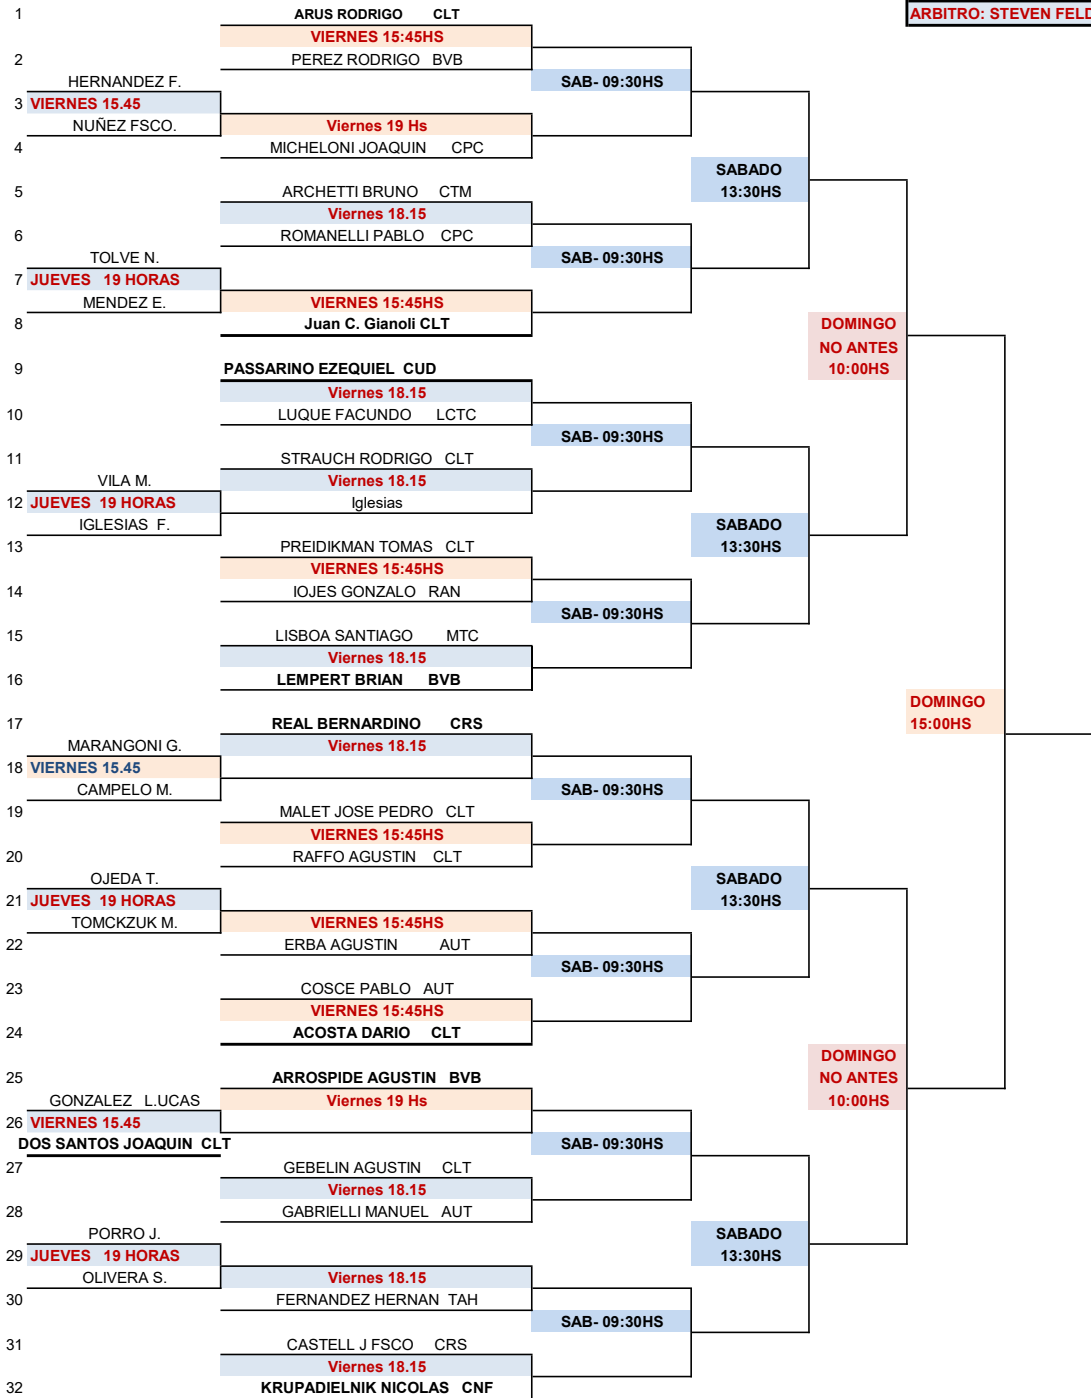 1 ARUS RODRIGO CLT
ARBITRO: STEVEN FELD
VIERNES 15:45HS
2 PEREZ RODRIGO BVB
HERNANDEZ F.
SAB- 09:30HS
3 VIERNES 15.45
NUÑEZ FSCO.
Viernes 19 Hs
4 MICHELONI JOAQUIN CPC
SABADO
13:30HS
5 ARCHETTI BRUNO CTM
Viernes 18.15
6 ROMANELLI PABLO CPC
TOLVE N.
SAB- 09:30HS
7 JUEVES 19 HORAS
MENDEZ E.
VIERNES 15:45HS
8 Juan C. Gianoli CLT
DOMINGO
NO ANTES
10:00HS
9 PASSARINO EZEQUIEL CUD
Viernes 18.15
10 LUQUE FACUNDO LCTC
SAB- 09:30HS
11 STRAUCH RODRIGO CLT
VILA M.
Viernes 18.15
12 JUEVES 19 HORAS
Iglesias
IGLESIAS F.
SABADO
13:30HS
13 PREIDIKMAN TOMAS CLT
VIERNES 15:45HS
14 IOJES GONZALO RAN
SAB- 09:30HS
15 LISBOA SANTIAGO MTC
Viernes 18.15
16 LEMPERT BRIAN BVB
DOMINGO
15:00HS
17 REAL BERNARDINO CRS
MARANGONI G.
Viernes 18.15
18 VIERNES 15.45
CAMPELO M.
SAB- 09:30HS
19 MALET JOSE PEDRO CLT
VIERNES 15:45HS
20 RAFFO AGUSTIN CLT
OJEDA T.
SABADO
13:30HS
21 JUEVES 19 HORAS
TOMCKZUK M.
VIERNES 15:45HS
22 ERBA AGUSTIN AUT
SAB- 09:30HS
23 COSCE PABLO AUT
VIERNES 15:45HS
24 ACOSTA DARIO CLT
DOMINGO
NO ANTES
10:00HS
25 ARROSPIDE AGUSTIN BVB
GONZALEZ L.UCAS
Viernes 19 Hs
26 VIERNES 15.45
DOS SANTOS JOAQUIN CLT
SAB- 09:30HS
27 GEBELIN AGUSTIN CLT
Viernes 18.15
28 GABRIELLI MANUEL AUT
PORRO J.
SABADO
13:30HS
29 JUEVES 19 HORAS
OLIVERA S.
Viernes 18.15
30 FERNANDEZ HERNAN TAH
SAB- 09:30HS
31 CASTELL J FSCO CRS
Viernes 18.15
32 KRUPADIELNIK NICOLAS CNF